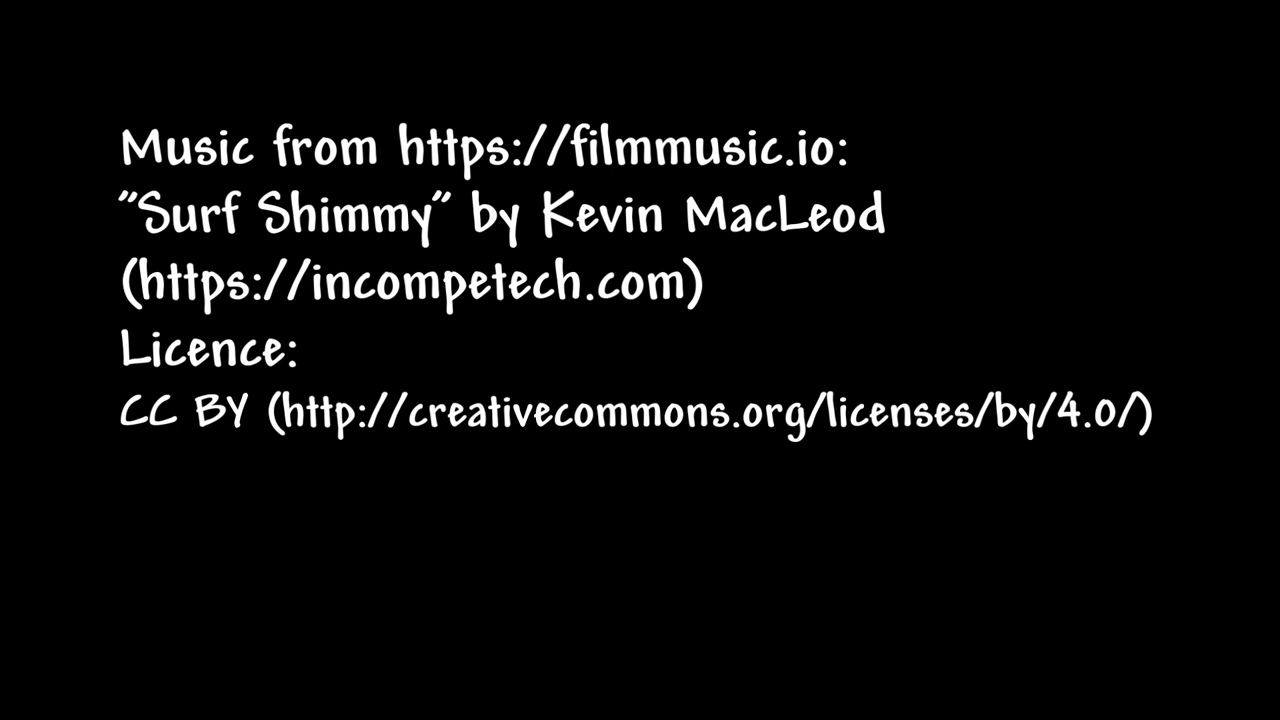 Music from https://filmmusic.io:
"Surf Shimmy" by Kevin MacLeod
(https://incompetech.com)
Licence:
CC BY (http://creativecommons.org/licenses/by/4.0/)